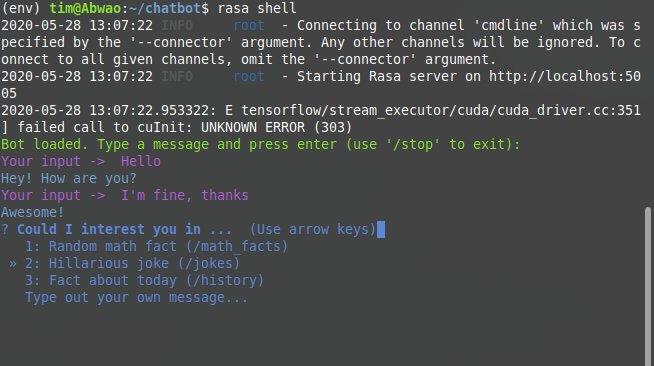 (env) tim@Abwao:~/chatbot$ rasa shell
2020-05-28 13:07:22 INFO     root  - Connecting to channel 'cmdline' which was s
pecified by the '--connector' argument. Any other channels will be ignored. To c
onnect to all given channels, omit the '--connector' argument.
2020-05-28 13:07:22 INFO     root  - Starting Rasa server on http://localhost:50
05
2020-05-28 13:07:22.953322: E tensorflow/stream_executor/cuda/cuda_driver.cc:351
] failed call to cuInit: UNKNOWN ERROR (303)
Bot loaded. Type a message and press enter (use '/stop' to exit):
Your input ->  Hello
Hey! How are you?
Your input ->  I'm fine, thanks
Awesome!
? Could I interest you in ...  (Use arrow keys)
   1: Random math fact (/math_facts)
 » 2: Hillarious joke (/jokes)
   3: Fact about today (/history)
   Type out your own message...